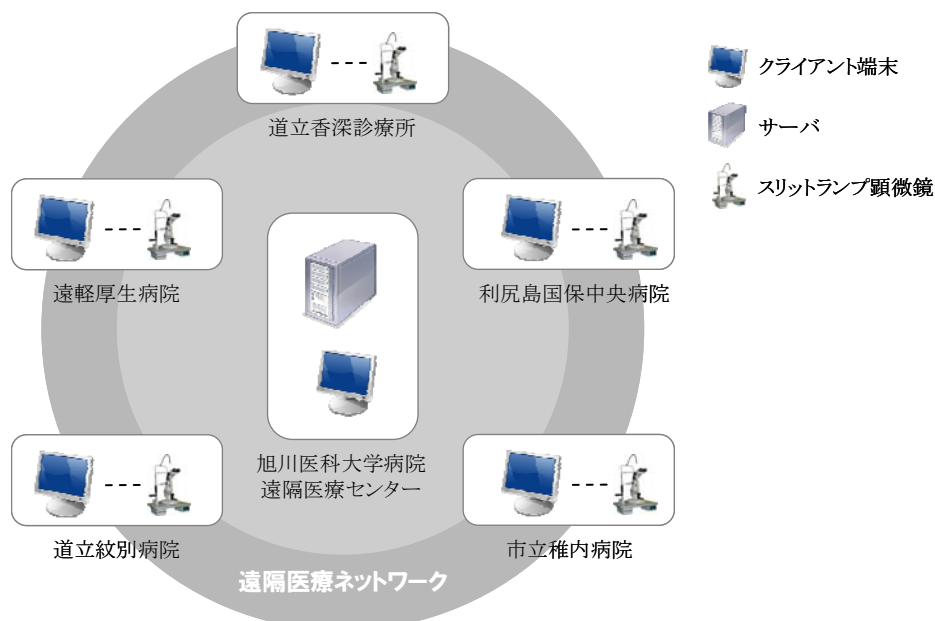 道立香深診療所
クライアント端末
サーバ
スリットランプ顕微鏡
遠軽厚生病院
利尻島国保中央病院
旭川医科大学病院
遠隔医療センター
道立紋別病院
市立稚内病院
遠隔医療ネットワーク